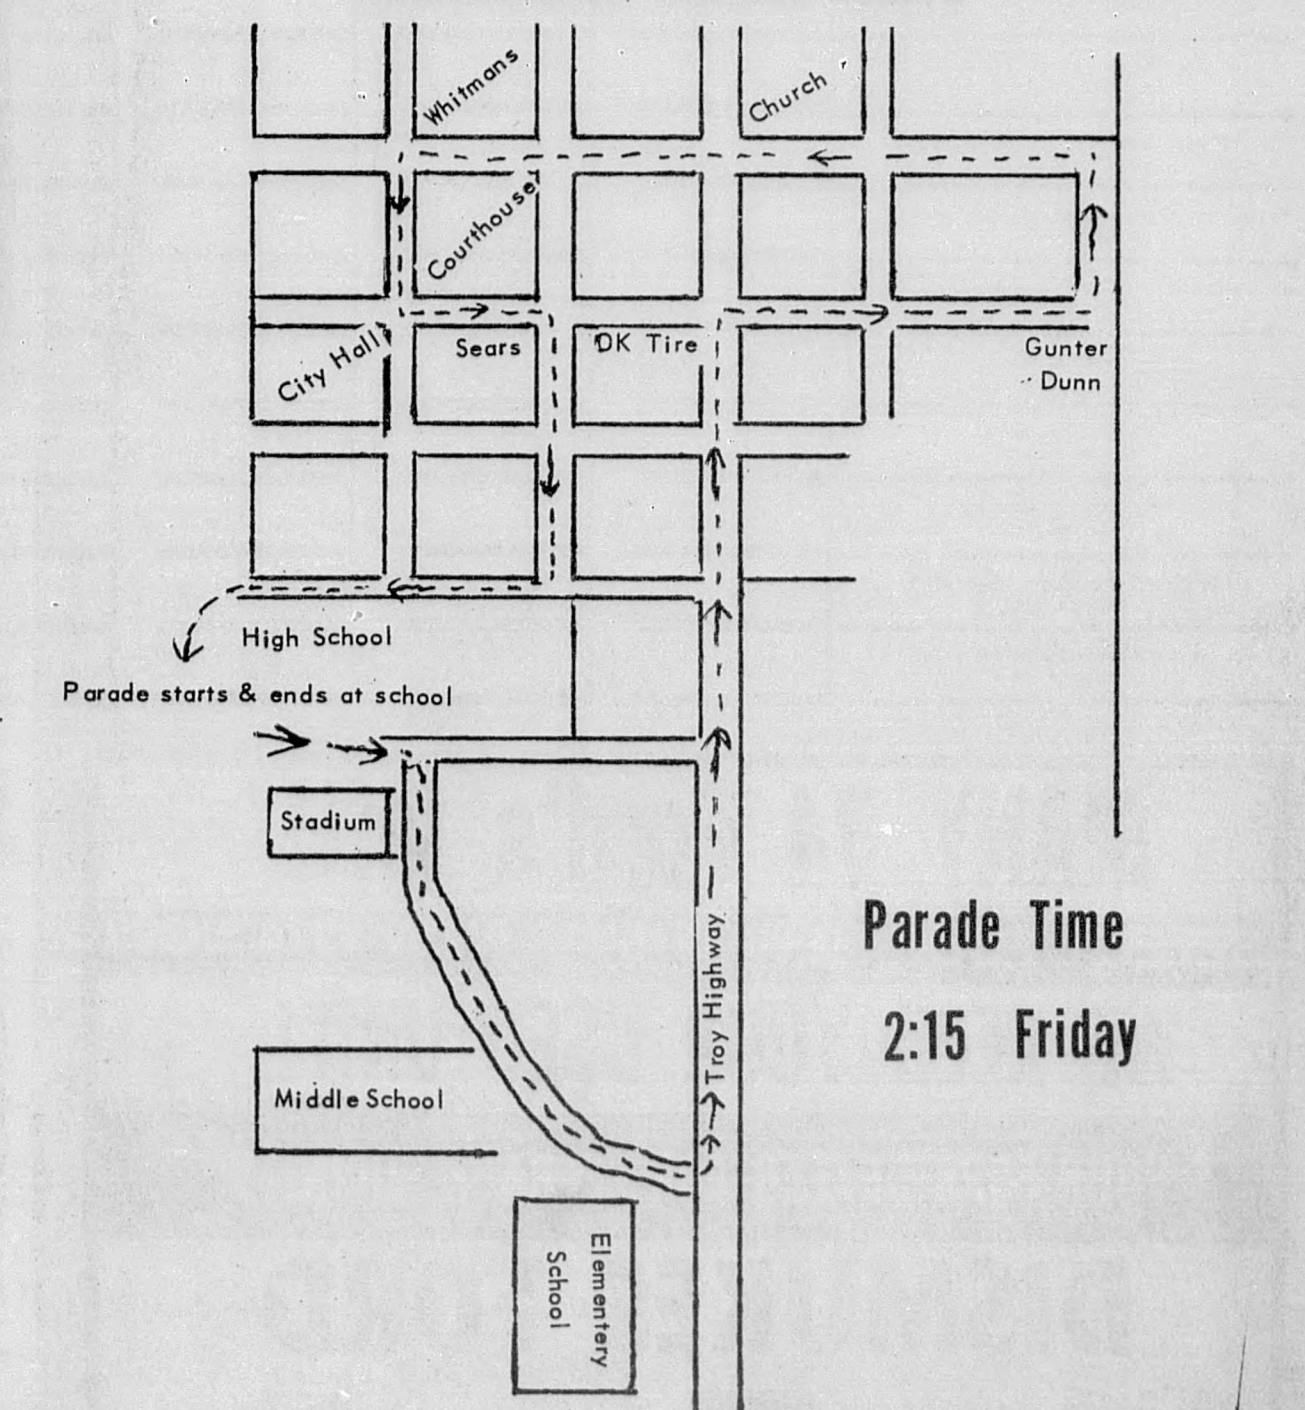 Whitmans
Church
Courthouse
City Hall
Sears
OK Tire
Gunter
Dunn
High School
Parade starts & ends at school
Stadium
Troy Highway
Parade Time
2:15 Friday
Middle School
Elementery
School